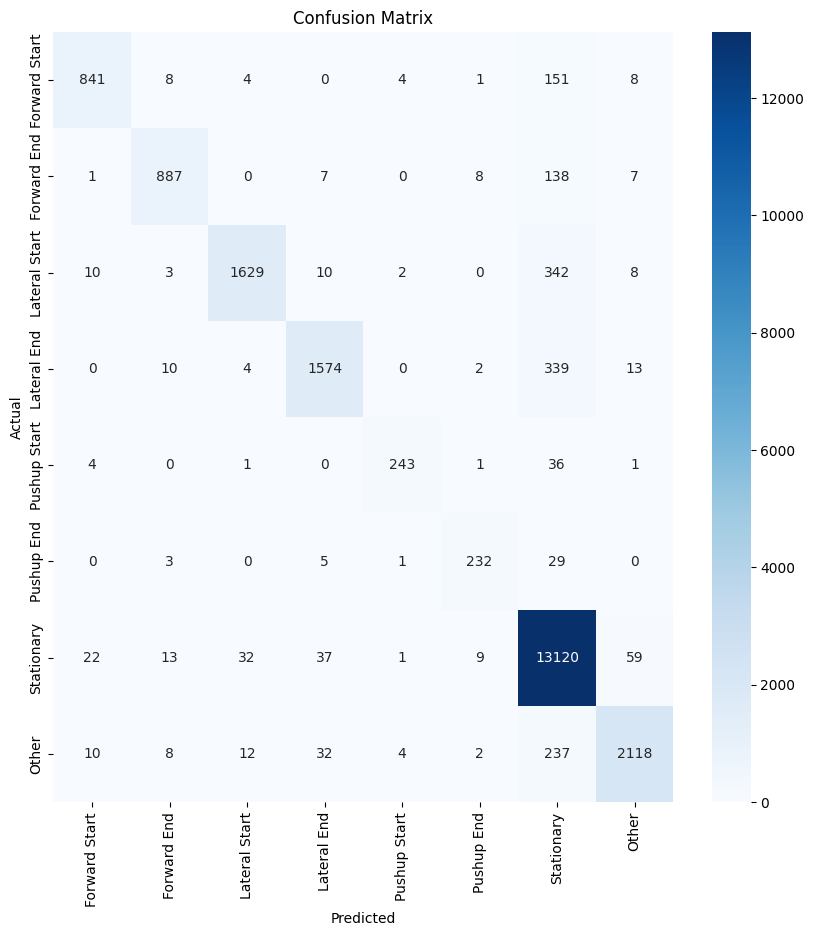 Confusion Matrix
Forward Start 841 8 4 0 4 1 151 8
Forward End 1 887 0 7 0 8 138 7
Lateral Start 10 3 1629 10 2 0 342 8
Lateral End 0 10 4 1574 0 2 339 13
Pushup Start 4 0 1 0 243 1 36 1
Pushup End 0 3 0 5 1 232 29 0
Stationary 22 13 32 37 1 9 13120 59
Other 10 8 12 32 4 2 237 2118
Actual
Forward Start Forward End Lateral Start Lateral End Pushup Start Pushup End Stationary Other
Predicted
12000
10000
8000
6000
4000
2000
0